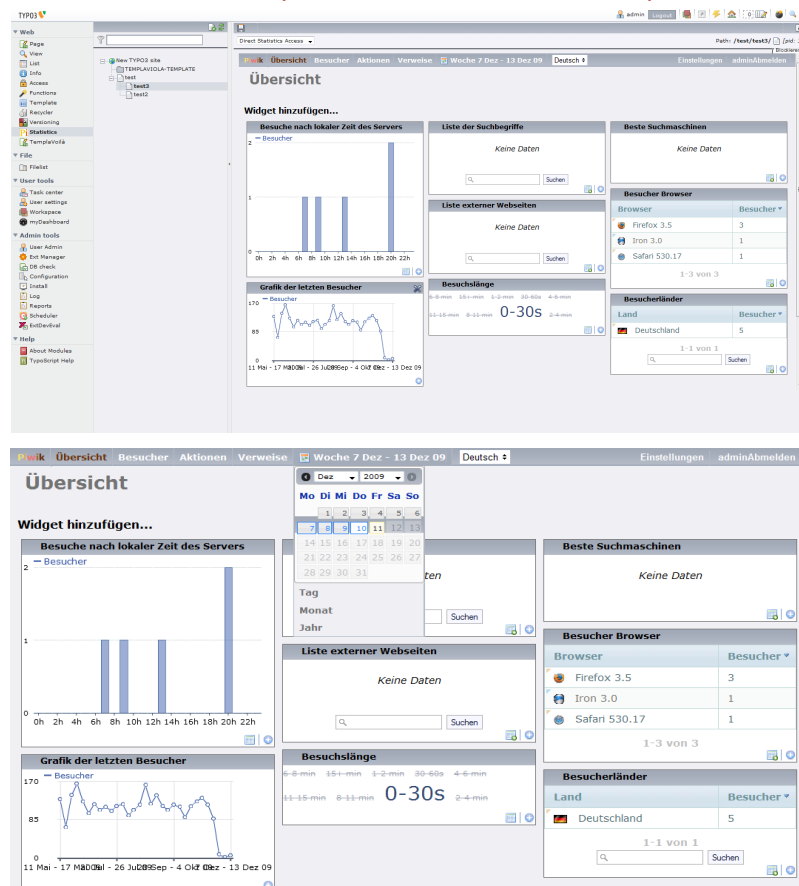 TYPO3
admin Logout
Web
Page
View
List
Info
Access
Functions
Template
Recycler
Versioning
Statistics
TemplaVoilà
File
Filelist
User tools
Task center
User settings
Workspace
myDashboard
Admin tools
User Admin
Ext Manager
DB check
Configuration
Install
Log
Reports
Scheduler
ExtDevEval
Help
About Modules
TypoScript Help
New TYPO3 site
TEMPLAVIOLA-TEMPLATE
test
test3
test2
Direct Statistics Access
Path: /test/test3/ [pid:
Blockiere
Piwik Übersicht Besucher Aktionen Verweise Woche 7 Dez - 13 Dez 09 Deutsch Einstellungen adminAbmelden
Übersicht
Widget hinzufügen...
Besuche nach lokaler Zeit des Servers
Besucher
2
1
0
0h 2h 4h 6h 8h 10h 12h 14h 16h 18h 20h 22h
Grafik der letzten Besucher
Besucher
170
85
0
11 Mai - 17 - 26 - 4 - 13 Dez 09
Liste der Suchbegriffe
Keine Daten
Suchen
Liste externer Webseiten
Keine Daten
Suchen
Besuchslänge
6-8 min 15+ min 1-2 min 30-60s 4-6 min
11-15 min 8-11 min 0-30s 2-4 min
Beste Suchmaschinen
Keine Daten
Besucher Browser
Browser Besucher
Firefox 3.5 3
Iron 3.0 1
Safari 530.17 1
1-3 von 3
Besucherländer
Land Besucher
Deutschland 5
1-1 von 1
Suchen
Piwik Übersicht Besucher Aktionen Verweise Woche 7 Dez - 13 Dez 09 Deutsch Einstellungen adminAbmelden
Übersicht
Dez 2009
Mo Di Mi Do Fr Sa So
1 2 3 4 5 6
7 8 9 10 11 12 13
14 15 16 17 18 19 20
21 22 23 24 25 26 27
28 29 30 31
Tag
Monat
Jahr
Widget hinzufügen...
Besuche nach lokaler Zeit des Servers
Besucher
2
1
0
0h 2h 4h 6h 8h 10h 12h 14h 16h 18h 20h 22h
Grafik der letzten Besucher
Besucher
170
85
0
11 Mai - 17 - 26 - 4 - 13 Dez 09
ten
Suchen
Liste externer Webseiten
Keine Daten
Suchen
Besuchslänge
6-8 min 15+ min 1-2 min 30-60s 4-6 min
11-15 min 8-11 min 0-30s 2-4 min
Beste Suchmaschinen
Keine Daten
Besucher Browser
Browser Besucher
Firefox 3.5 3
Iron 3.0 1
Safari 530.17 1
1-3 von 3
Besucherländer
Land Besucher
Deutschland 5
1-1 von 1
Suchen